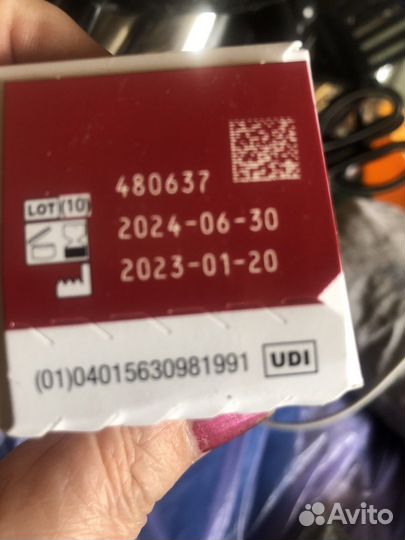 480637
LOT (10)
2024-06-30
2023-01-20
(01)04015630981991
UDI
Avito